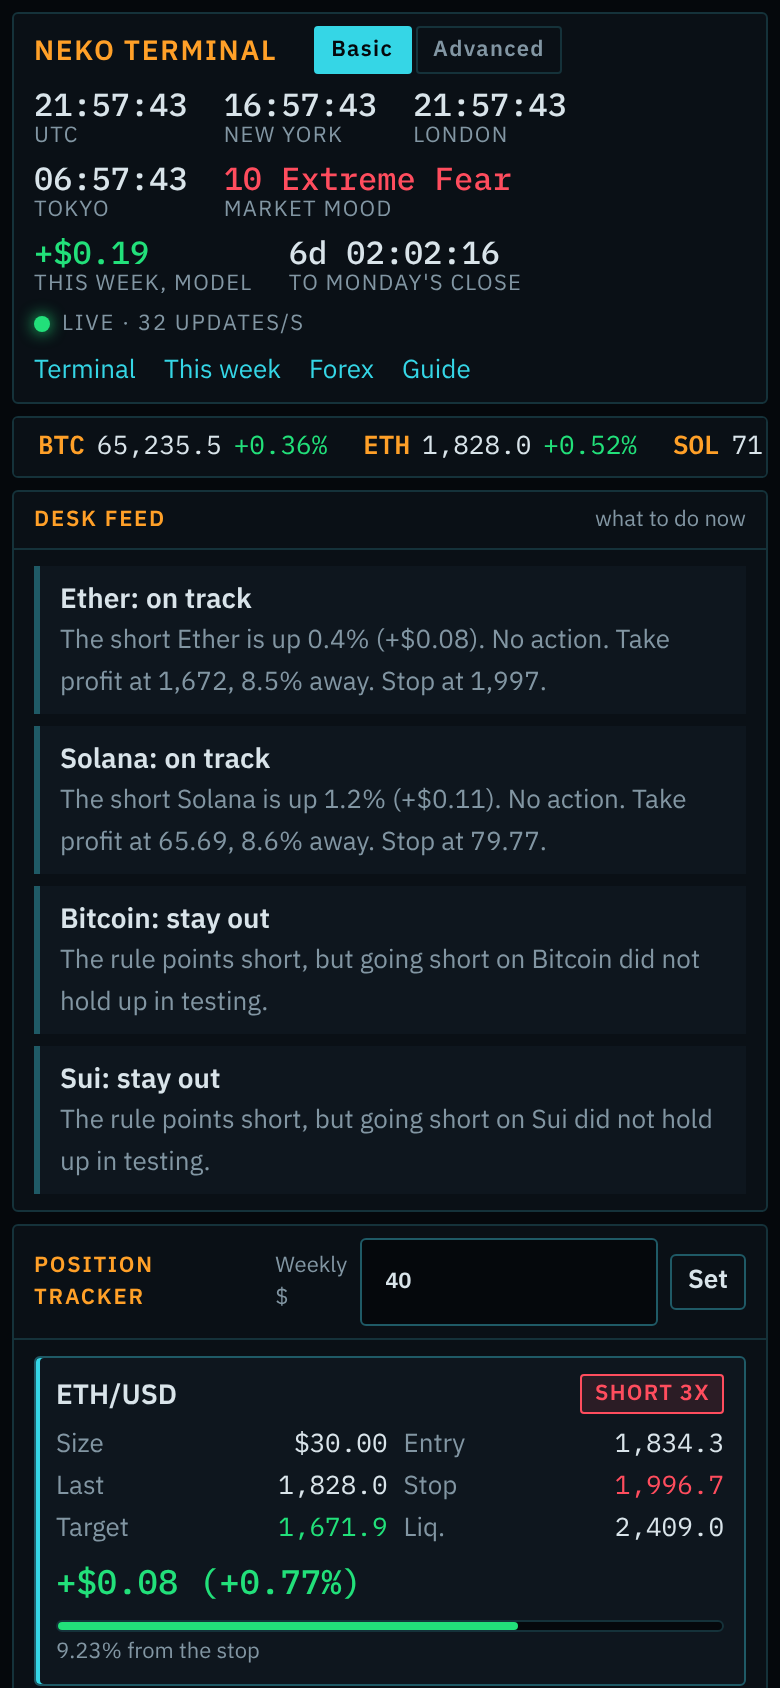 NEKO TERMINAL Basic Advanced
21:57:43 16:57:43 21:57:43
UTC NEW YORK LONDON
06:57:43 10 Extreme Fear
TOKYO MARKET MOOD
+$0.19 6d 02:02:16
THIS WEEK, MODEL TO MONDAY'S CLOSE
LIVE · 32 UPDATES/S
Terminal This week Forex Guide
BTC 65,235.5 +0.36% ETH 1,828.0 +0.52% SOL 71
DESK FEED what to do now
Ether: on track
The short Ether is up 0.4% (+$0.08). No action. Take
profit at 1,672, 8.5% away. Stop at 1,997.
Solana: on track
The short Solana is up 1.2% (+$0.11). No action. Take
profit at 65.69, 8.6% away. Stop at 79.77.
Bitcoin: stay out
The rule points short, but going short on Bitcoin did not
hold up in testing.
Sui: stay out
The rule points short, but going short on Sui did not hold
up in testing.
POSITION TRACKER
Weekly $
40
Set
ETH/USD SHORT 3X
Size $30.00 Entry 1,834.3
Last 1,828.0 Stop 1,996.7
Target 1,671.9 Liq. 2,409.0
+$0.08 (+0.77%)
9.23% from the stop